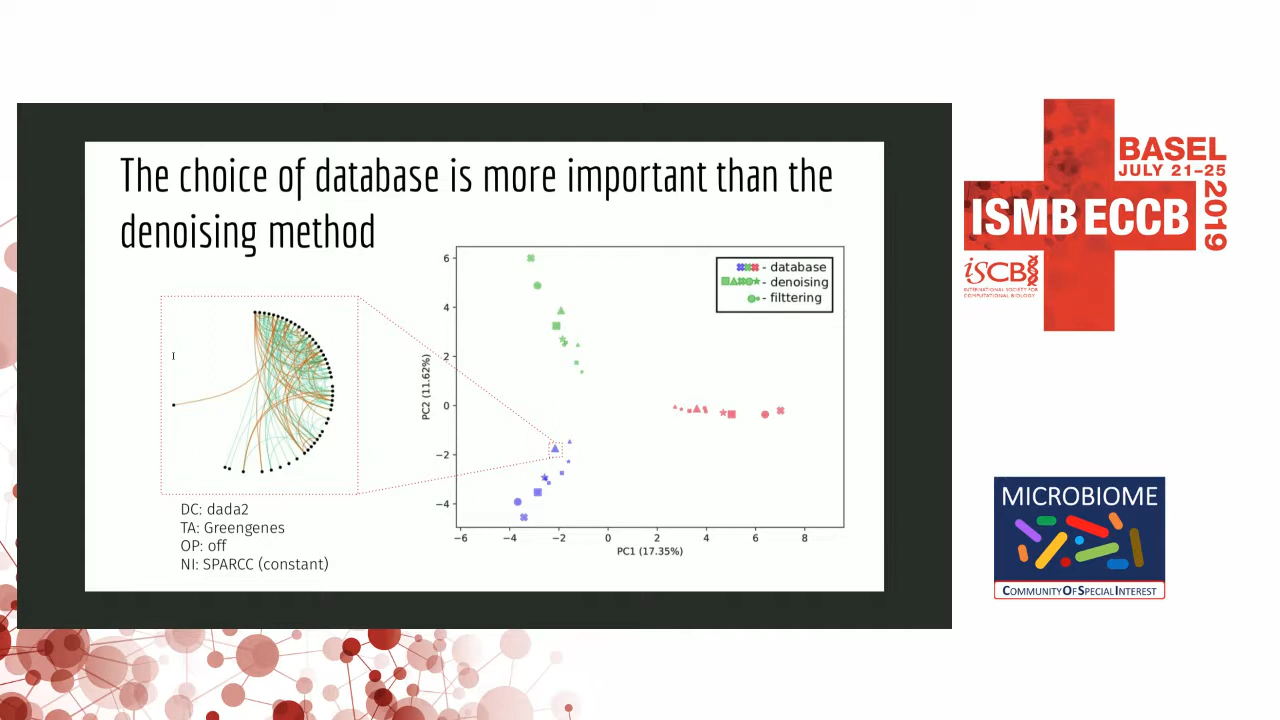 The choice of database is more important than the
denoising method
- database
- denoising
- filttering
6
4
2
0
−2
−4
PC2 (11.62%)
−6
−4
−2
0
2
4
6
8
PC1 (17.35%)
DC: dada2
TA: Greengenes
OP: off
NI: SPARCC (constant)
BASEL
JULY 21–25
2019
ISMB ECCB
iSCB
INTERNATIONAL SOCIETY FOR
COMPUTATIONAL BIOLOGY
MICROBIOME
COMMUNITY OF SPECIAL INTEREST